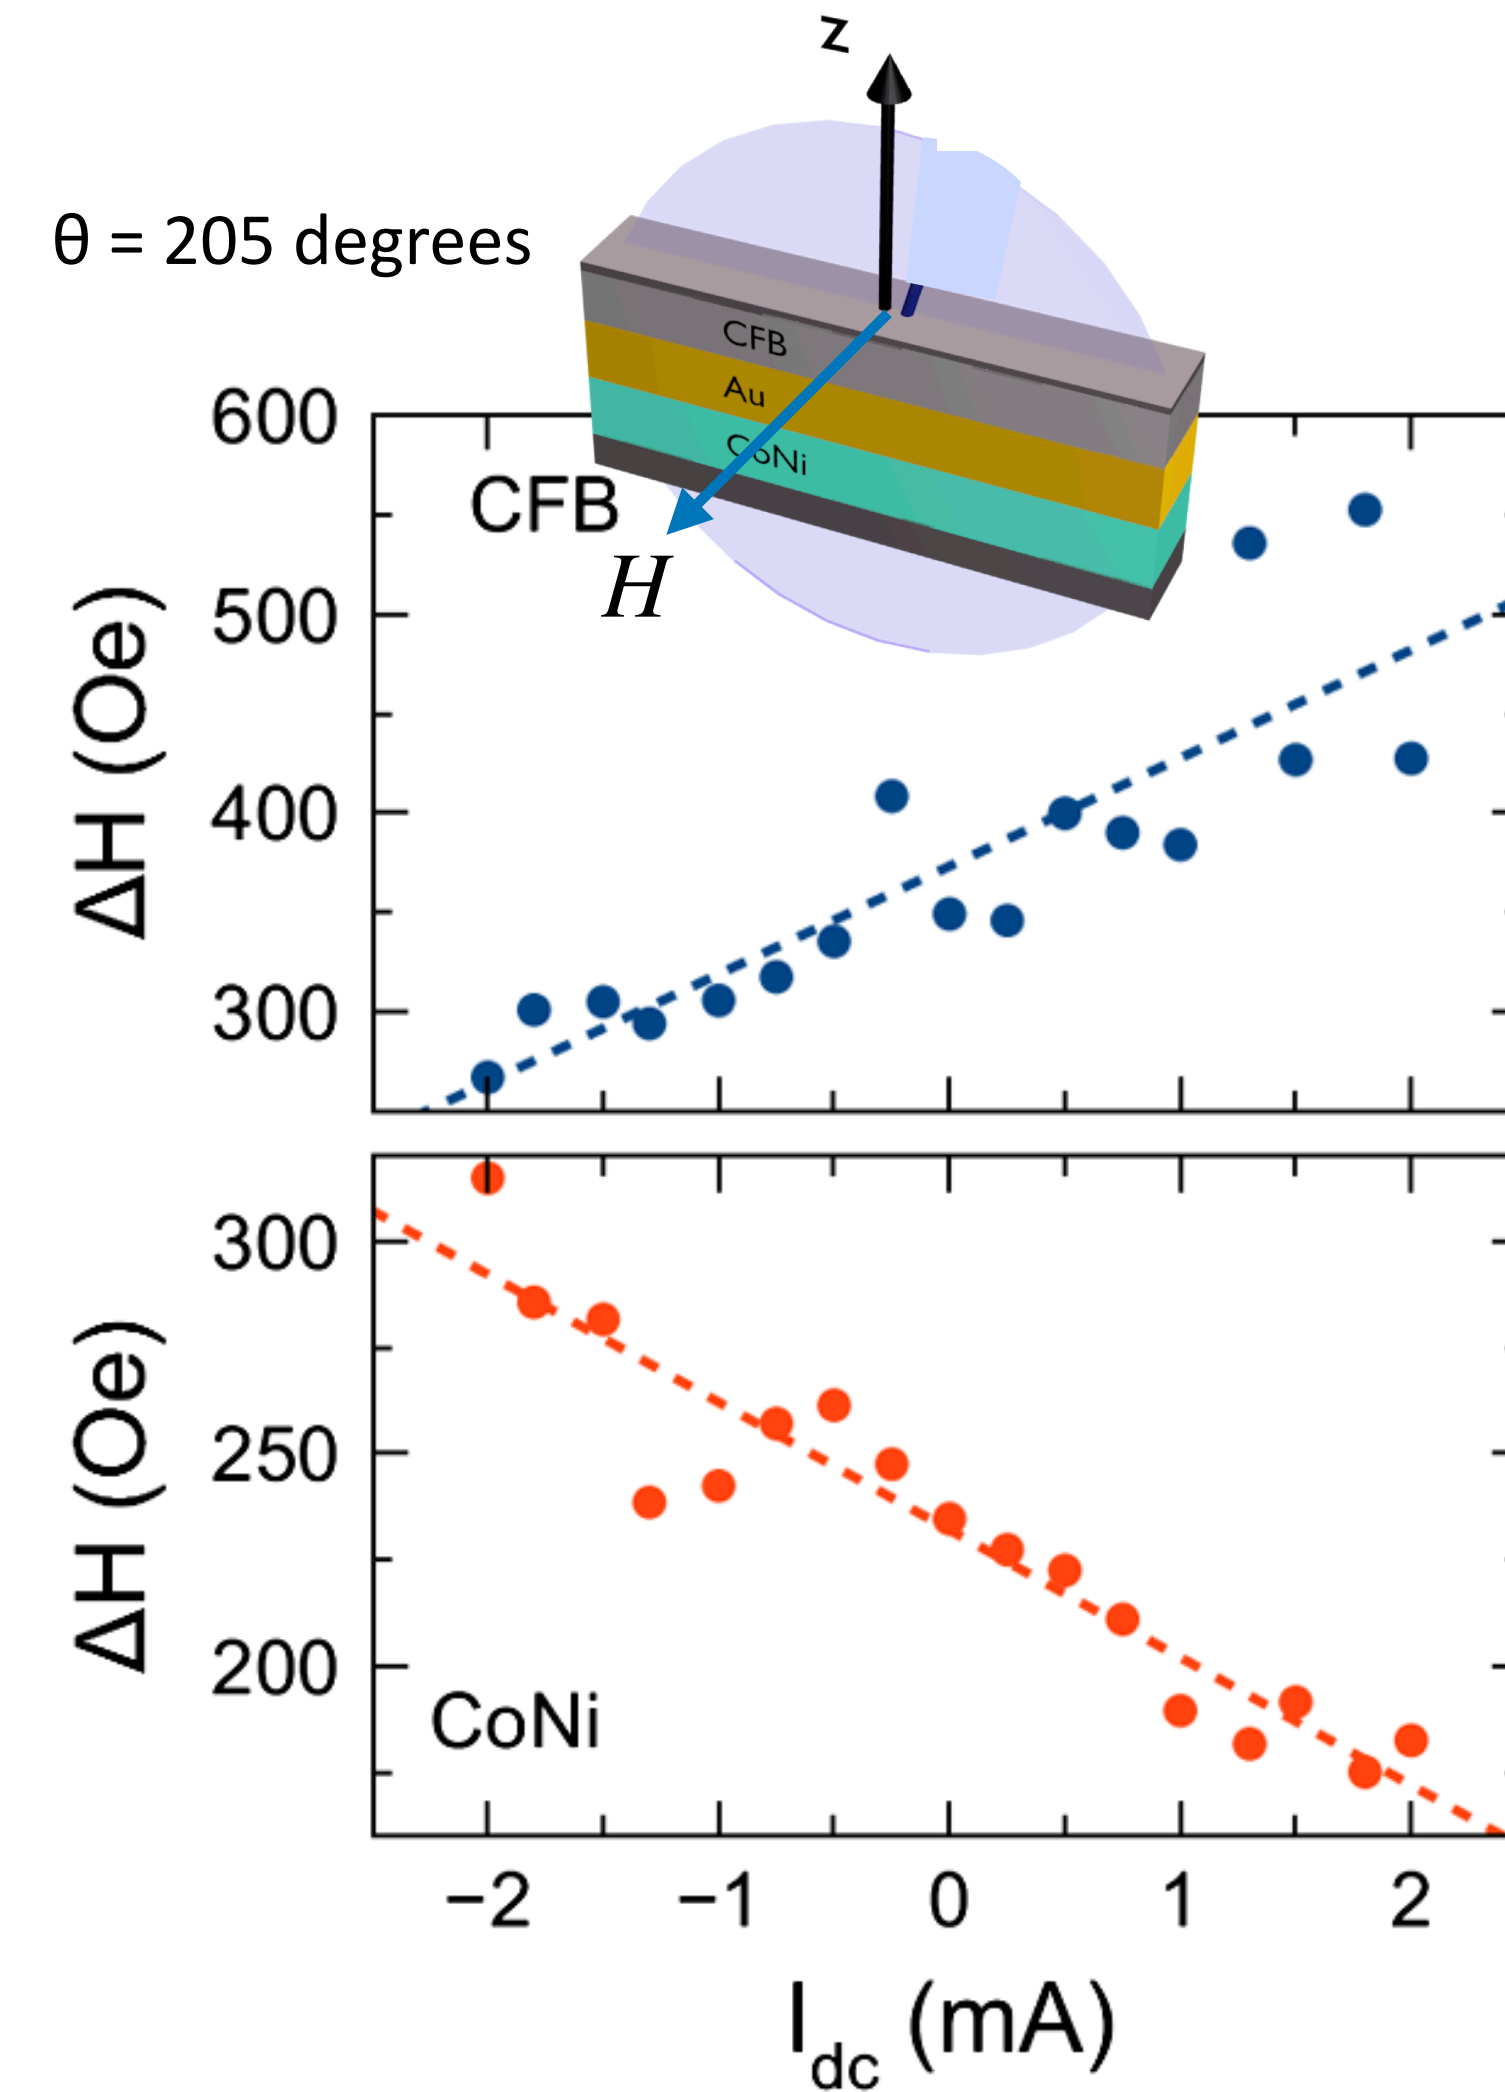 z
θ = 205 degrees
CFB
Au
CoNi
H
CFB
600
500
400
300
ΔH (Oe)
300
250
200
ΔH (Oe)
CoNi
−2 −1 0 1 2
I_dc (mA)